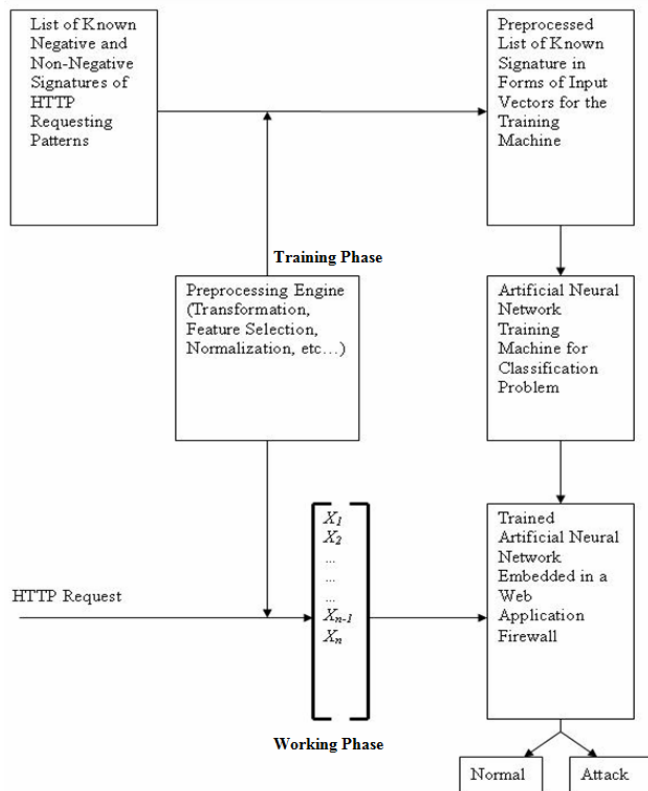 List of Known
Negative and
Non-Negative
Signatures of
HTTP
Requesting
Patterns
Preprocessed
List of Known
Signature in
Forms of Input
Vectors for the
Training
Machine
Training Phase
Preprocessing Engine
(Transformation,
Feature Selection,
Normalization, etc…)
Artificial Neural
Network
Training
Machine for
Classification
Problem
HTTP Request
X1
X2
...
...
...
Xn-1
Xn
Trained
Artificial Neural
Network
Embedded in a
Web
Application
Firewall
Working Phase
Normal
Attack